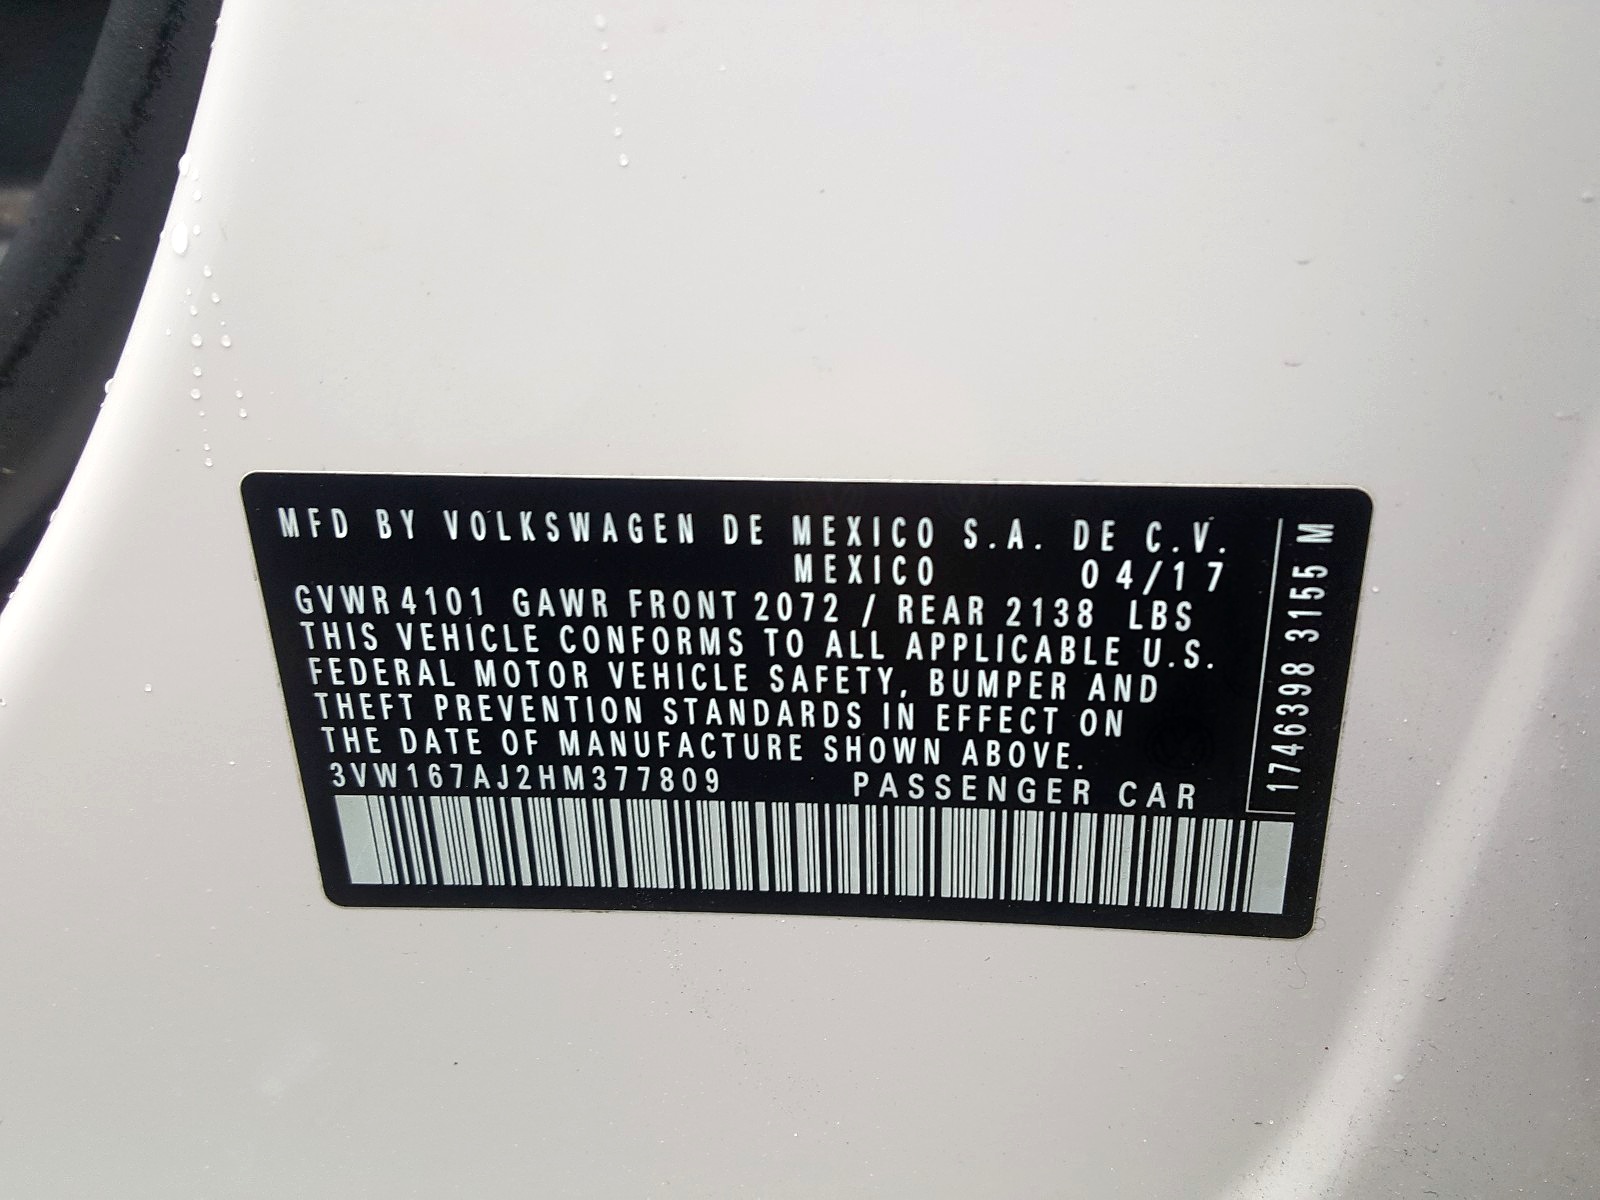 MFD BY VOLKSWAGEN DE MEXICO S.A. DE C.V.
MEXICO 04/17
GVWR 4101 GAWR FRONT 2072 / REAR 2138 LBS
THIS VEHICLE CONFORMS TO ALL APPLICABLE U.S.
FEDERAL MOTOR VEHICLE SAFETY, BUMPER AND
THEFT PREVENTION STANDARDS IN EFFECT ON
THE DATE OF MANUFACTURE SHOWN ABOVE.
3VW167AJ2HM377809 PASSENGER CAR
1746398 3155 M